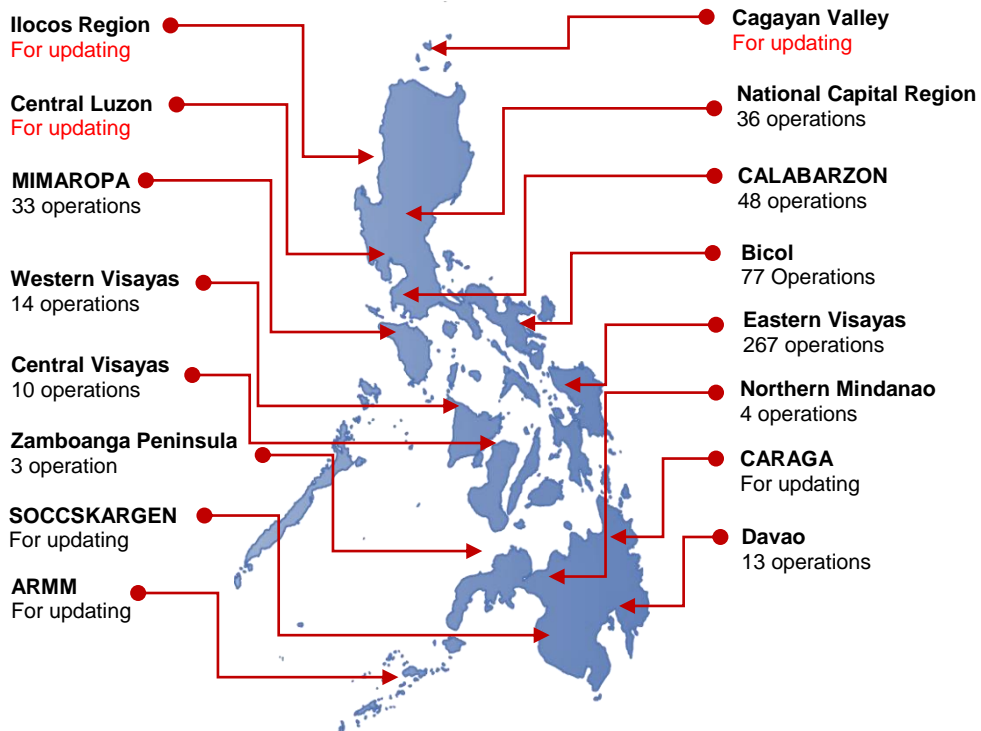 Ilocos Region
For updating
Central Luzon
For updating
MIMAROPA
33 operations
Western Visayas
14 operations
Central Visayas
10 operations
Zamboanga Peninsula
3 operation
SOCCSKARGEN
For updating
ARMM
For updating
Cagayan Valley
For updating
National Capital Region
36 operations
CALABARZON
48 operations
Bicol
77 Operations
Eastern Visayas
267 operations
Northern Mindanao
4 operations
CARAGA
For updating
Davao
13 operations